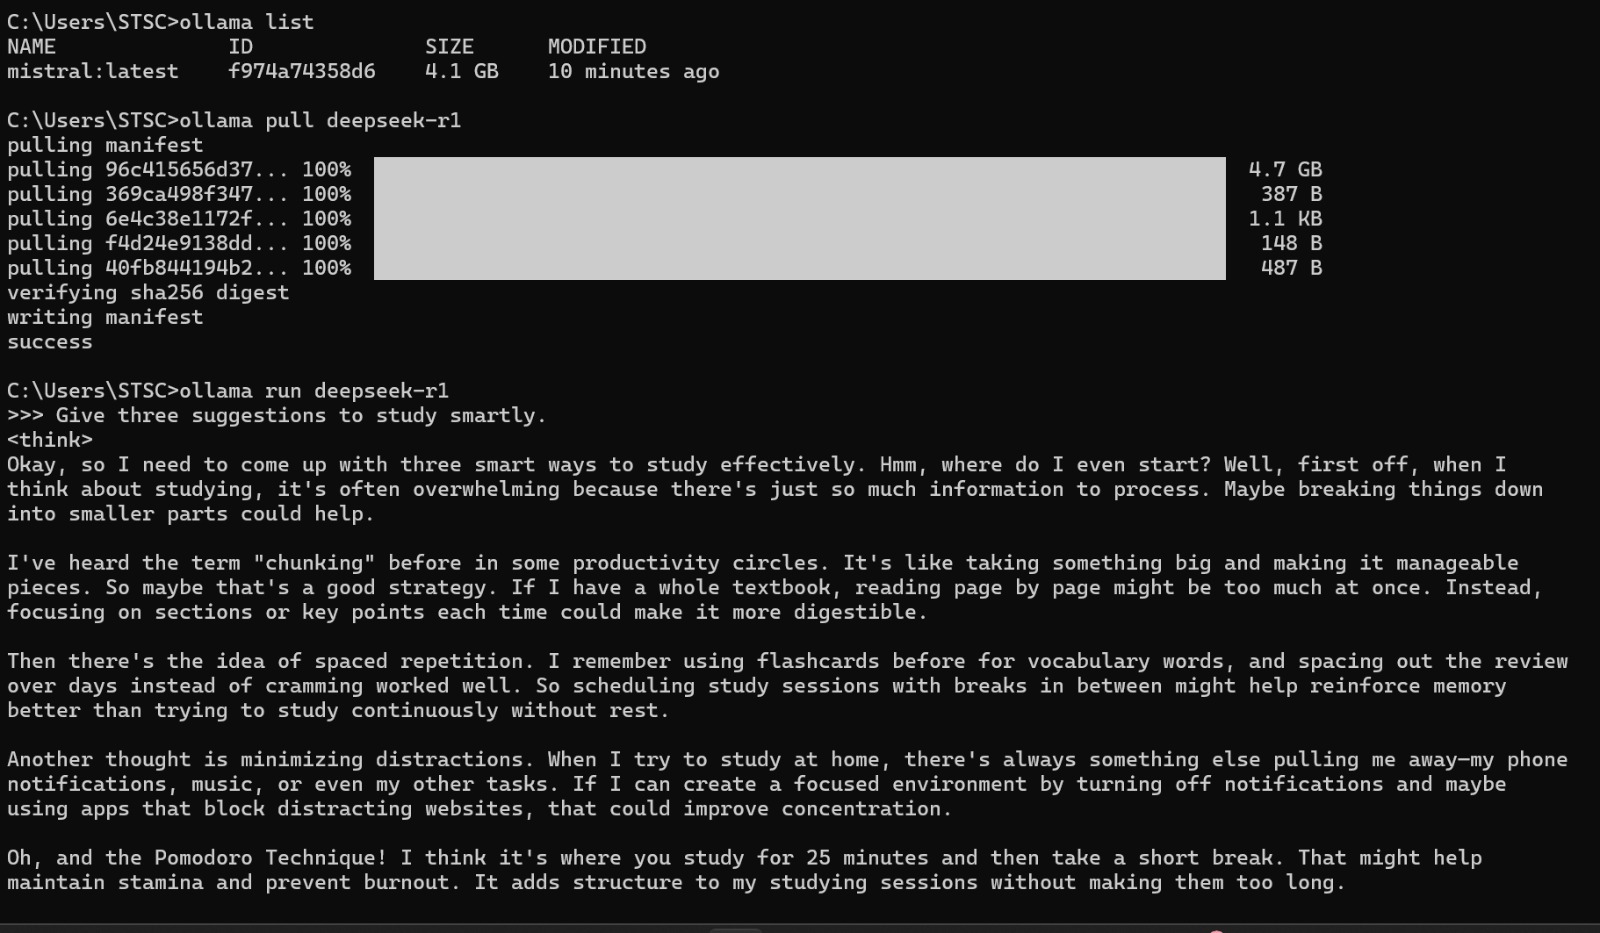 C:\Users\STSC>ollama list
NAME ID SIZE MODIFIED
mistral:latest f974a74358d6 4.1 GB 10 minutes ago
C:\Users\STSC>ollama pull deepseek-r1
pulling manifest
pulling 96c415656d37... 100% 4.7 GB
pulling 369ca498f347... 100% 387 B
pulling 6e4c38e1172f... 100% 1.1 KB
pulling f4d24e9138dd... 100% 148 B
pulling 40fb844194b2... 100% 487 B
verifying sha256 digest
writing manifest
success
C:\Users\STSC>ollama run deepseek-r1
>>> Give three suggestions to study smartly.
<think>
Okay, so I need to come up with three smart ways to study effectively. Hmm, where do I even start? Well, first off, when I
think about studying, it's often overwhelming because there's just so much information to process. Maybe breaking things down
into smaller parts could help.
I've heard the term "chunking" before in some productivity circles. It's like taking something big and making it manageable
pieces. So maybe that's a good strategy. If I have a whole textbook, reading page by page might be too much at once. Instead,
focusing on sections or key points each time could make it more digestible.
Then there's the idea of spaced repetition. I remember using flashcards before for vocabulary words, and spacing out the review
over days instead of cramming worked well. So scheduling study sessions with breaks in between might help reinforce memory
better than trying to study continuously without rest.
Another thought is minimizing distractions. When I try to study at home, there's always something else pulling me away—my phone
notifications, music, or even my other tasks. If I can create a focused environment by turning off notifications and maybe
using apps that block distracting websites, that could improve concentration.
Oh, and the Pomodoro Technique! I think it's where you study for 25 minutes and then take a short break. That might help
maintain stamina and prevent burnout. It adds structure to my studying sessions without making them too long.